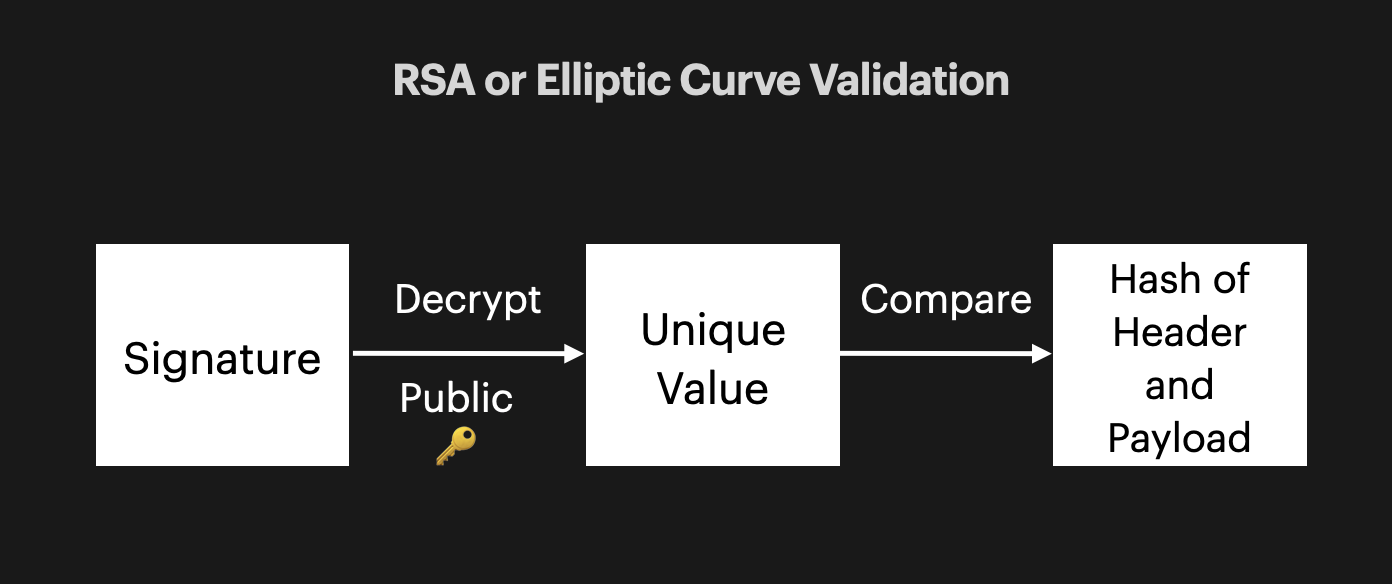 RSA or Elliptic Curve Validation
Signature
Decrypt
Public
Unique
Value
Compare
Hash of
Header
and
Payload